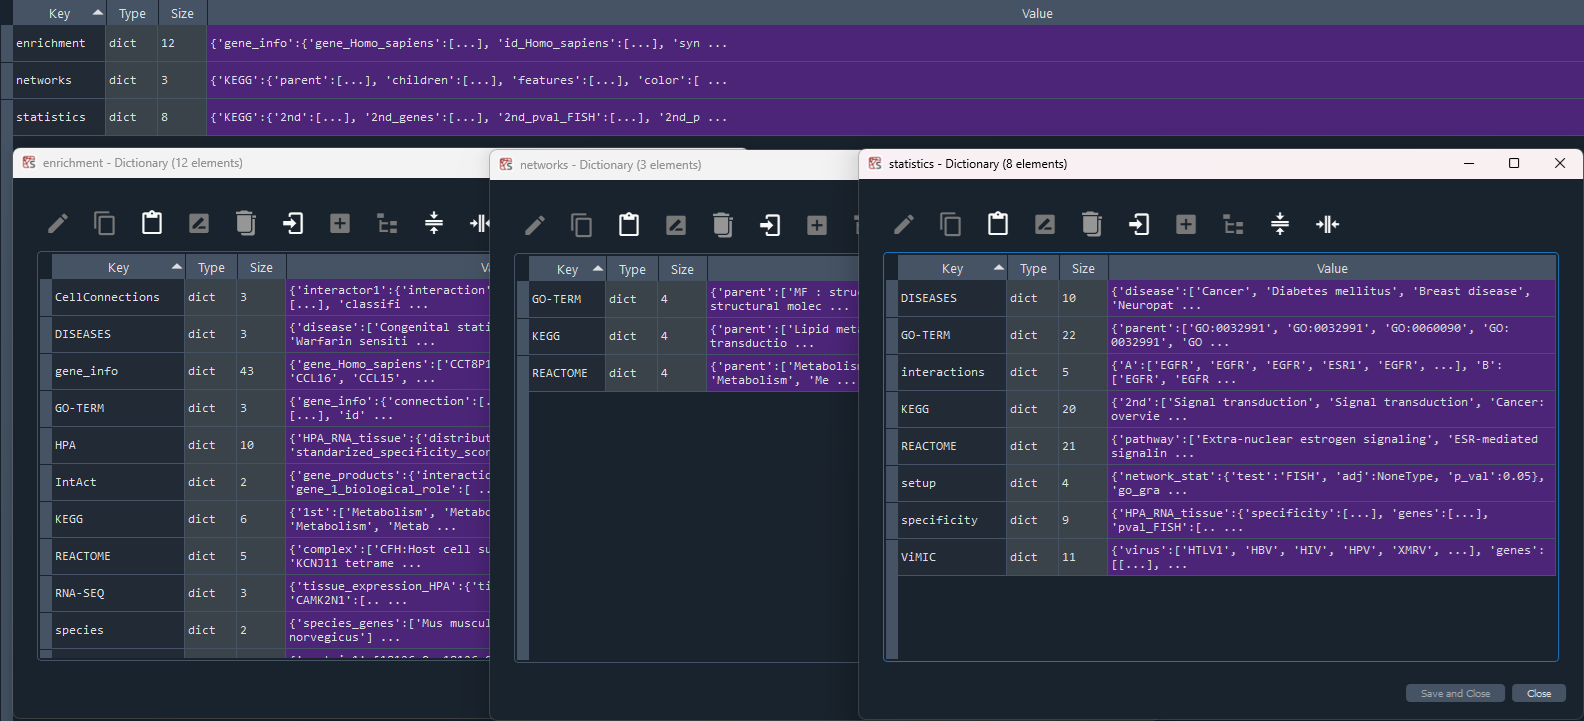 Key Type Size Value
enrichment dict 12 {'gene_info':{'gene_Homo_sapiens':[...], 'id_Homo_sapiens':[...], 'syn ...
networks dict 3 {'KEGG':{'parent':[...], 'children':[...], 'features':[...], 'color':[ ...
statistics dict 8 {'KEGG':{'2nd':[...], '2nd_genes':[...], '2nd_pval_FISH':[...], '2nd_p ...
enrichment - Dictionary (12 elements)
Key Type Size
CellConnections dict 3 {'interactor1':{'interaction'
[...], 'classifi ...
DISEASES dict 3 {'disease':['Congenital stati
'Warfarin sensiti ...
gene_info dict 43 {'gene_Homo_sapiens':['CCT8P1
'CCL16', 'CCL15', ...
GO-TERM dict 3 {'gene_info':{'connection':[.
[...], 'id' ...
HPA dict 10 {'HPA_RNA_tissue':{'distribut
'standarized_specificity_scor
IntAct dict 2 {'gene_products':{'interactio
'gene_1_biological_role':[ ..
KEGG dict 6 {'1st':['Metabolism', 'Metabo
'Metabolism', 'Metab ...
REACTOME dict 5 {'complex':['CFH:Host cell su
'KCNJ11 tetrame ...
RNA-SEQ dict 3 {'tissue_expression_HPA':{'ti
'CAMK2N1':[.. ...
species dict 2 {'species_genes':['Mus muscul
norvegicus'] ...
networks - Dictionary (3 elements)
Key Type Size
GO-TERM dict 4 {'parent':['MF : struc
structural molec ...
KEGG dict 4 {'parent':['Lipid meta
transductio ...
REACTOME dict 4 {'parent':['Metabolism
'Metabolism', 'Me ...
statistics - Dictionary (8 elements)
Key Type Size Value
DISEASES dict 10 {'disease':['Cancer', 'Diabetes mellitus', 'Breast disease',
'Neuropat ...
GO-TERM dict 22 {'parent':['GO:0032991', 'GO:0032991', 'GO:0060090', 'GO:
0032991', 'GO ...
interactions dict 5 {'A':['EGFR', 'EGFR', 'EGFR', 'ESR1', 'EGFR', ...], 'B':
['EGFR', 'EGFR ...
KEGG dict 20 {'2nd':['Signal transduction', 'Signal transduction', 'Cancer:
overvie ...
REACTOME dict 21 {'pathway':['Extra-nuclear estrogen signaling', 'ESR-mediated
signalin ...
setup dict 4 {'network_stat':{'test':'FISH', 'adj':NoneType, 'p_val':0.05},
'go_gra ...
specificity dict 9 {'HPA_RNA_tissue':{'specificity':[...], 'genes':[...],
'pval_FISH':[.. ...
ViMIC dict 11 {'virus':['HTLV1', 'HBV', 'HIV', 'HPV', 'XMRV', ...], 'genes':
[[...], ...
Save and Close Close